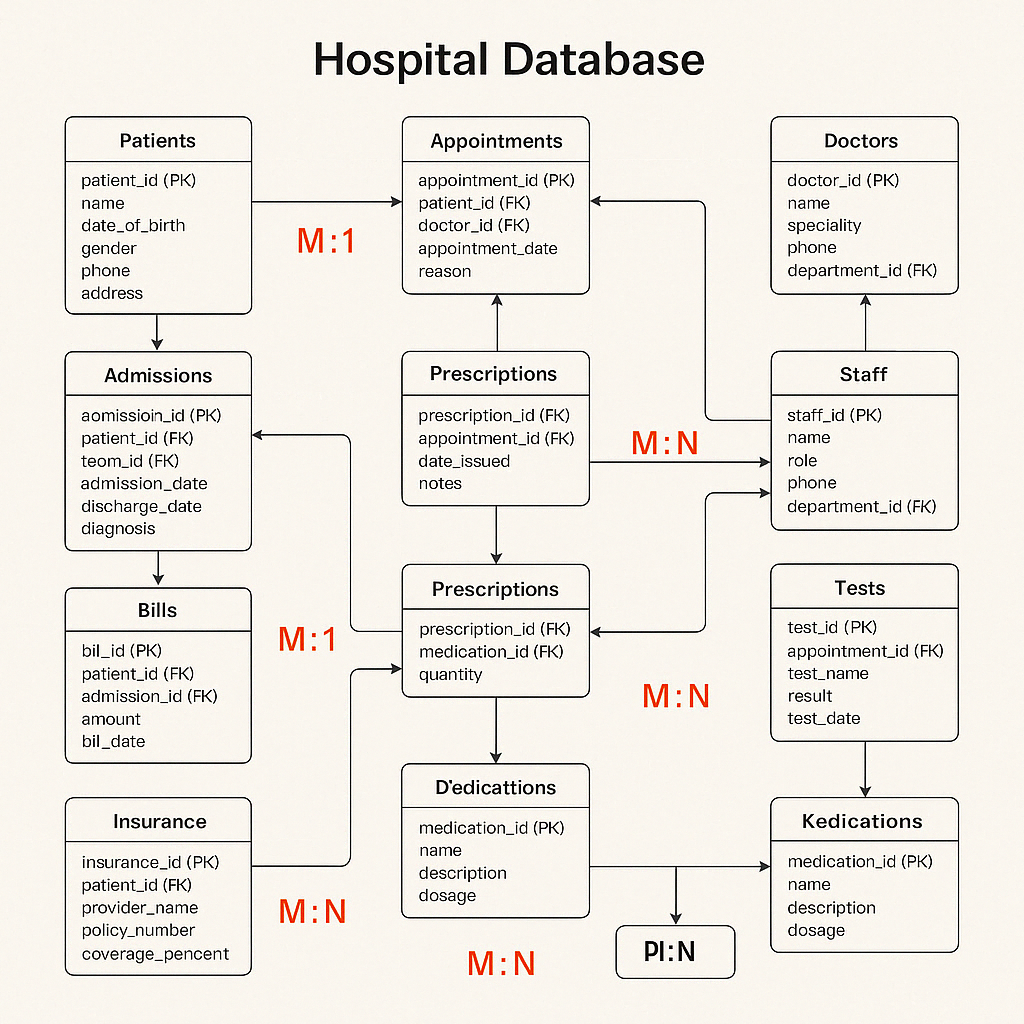 Hospital Database
Patients
patient_id (PK)
name
date_of_birth
gender
phone
address
M:1
Appointments
appointment_id (PK)
patient_id (FK)
doctor_id (FK)
appointment_date
reason
Doctors
doctor_id (PK)
name
speciality
phone
department_id (FK)
Admissions
aomissioin_id (PK)
patient_id (FK)
teom_id (FK)
admission_date
discharge_date
diagnosis
Prescriptions
prescription_id (FK)
appointment_id (FK)
date_issued
notes
M:N
Staff
staff_id (PK)
name
role
phone
department_id (FK)
Bills
bil_id (PK)
patient_id (FK)
admission_id (FK)
amount
bil_date
M:1
Prescriptions
prescription_id (FK)
medication_id (FK)
quantity
M:N
Tests
test_id (PK)
appointment_id (FK)
test_name
result
test_date
Insurance
insurance_id (PK)
patient_id (FK)
provider_name
policy_number
coverage_pencent
M:N
D'edicattions
medication_id (PK)
name
description
dosage
M:N
PI:N
Kedications
medication_id (PK)
name
description
dosage